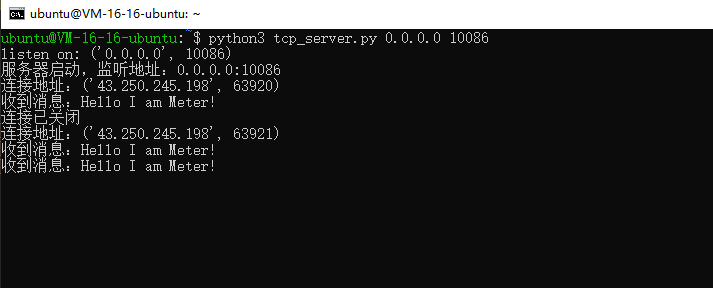 ubuntu@VM-16-16-ubuntu: ~
ubuntu@VM-16-16-ubuntu:~$ python3 tcp_server.py 0.0.0.0 10086
listen on: ('0.0.0.0', 10086)
服务器启动，监听地址：0.0.0.0:10086
连接地址：('43.250.245.198', 63920)
收到消息：Hello I am Meter!
连接已关闭
连接地址：('43.250.245.198', 63921)
收到消息：Hello I am Meter!
收到消息：Hello I am Meter!